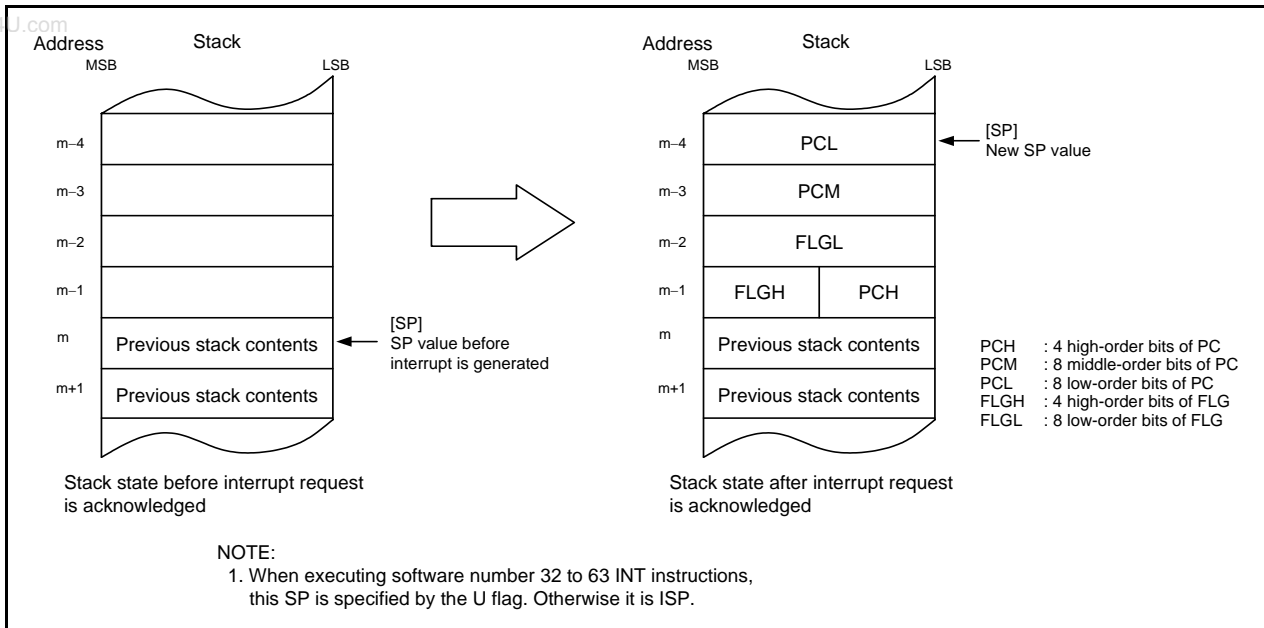 U.com
Address Stack
MSB LSB
m–4
m–3
m–2
m–1
m Previous stack contents
m+1 Previous stack contents
[SP]
SP value before
interrupt is generated
Stack state before interrupt request
is acknowledged
Address Stack
MSB LSB
m–4 PCL
m–3 PCM
m–2 FLGL
m–1 FLGH PCH
m Previous stack contents
m+1 Previous stack contents
[SP]
New SP value
PCH : 4 high-order bits of PC
PCM : 8 middle-order bits of PC
PCL : 8 low-order bits of PC
FLGH : 4 high-order bits of FLG
FLGL : 8 low-order bits of FLG
Stack state after interrupt request
is acknowledged
NOTE:
1. When executing software number 32 to 63 INT instructions,
this SP is specified by the U flag. Otherwise it is ISP.